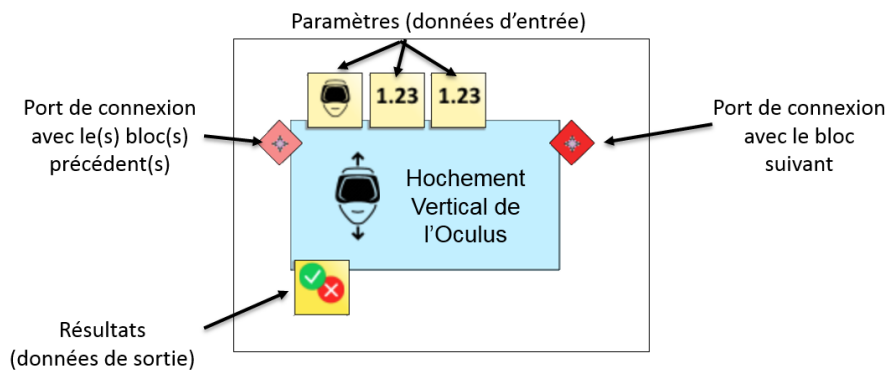 Paramètres (données d’entrée)
1.23
1.23
Port de connexion
avec le(s) bloc(s)
précédent(s)
Port de connexion
avec le bloc
suivant
Hochement
Vertical de
l’Oculus
Résultats
(données de sortie)